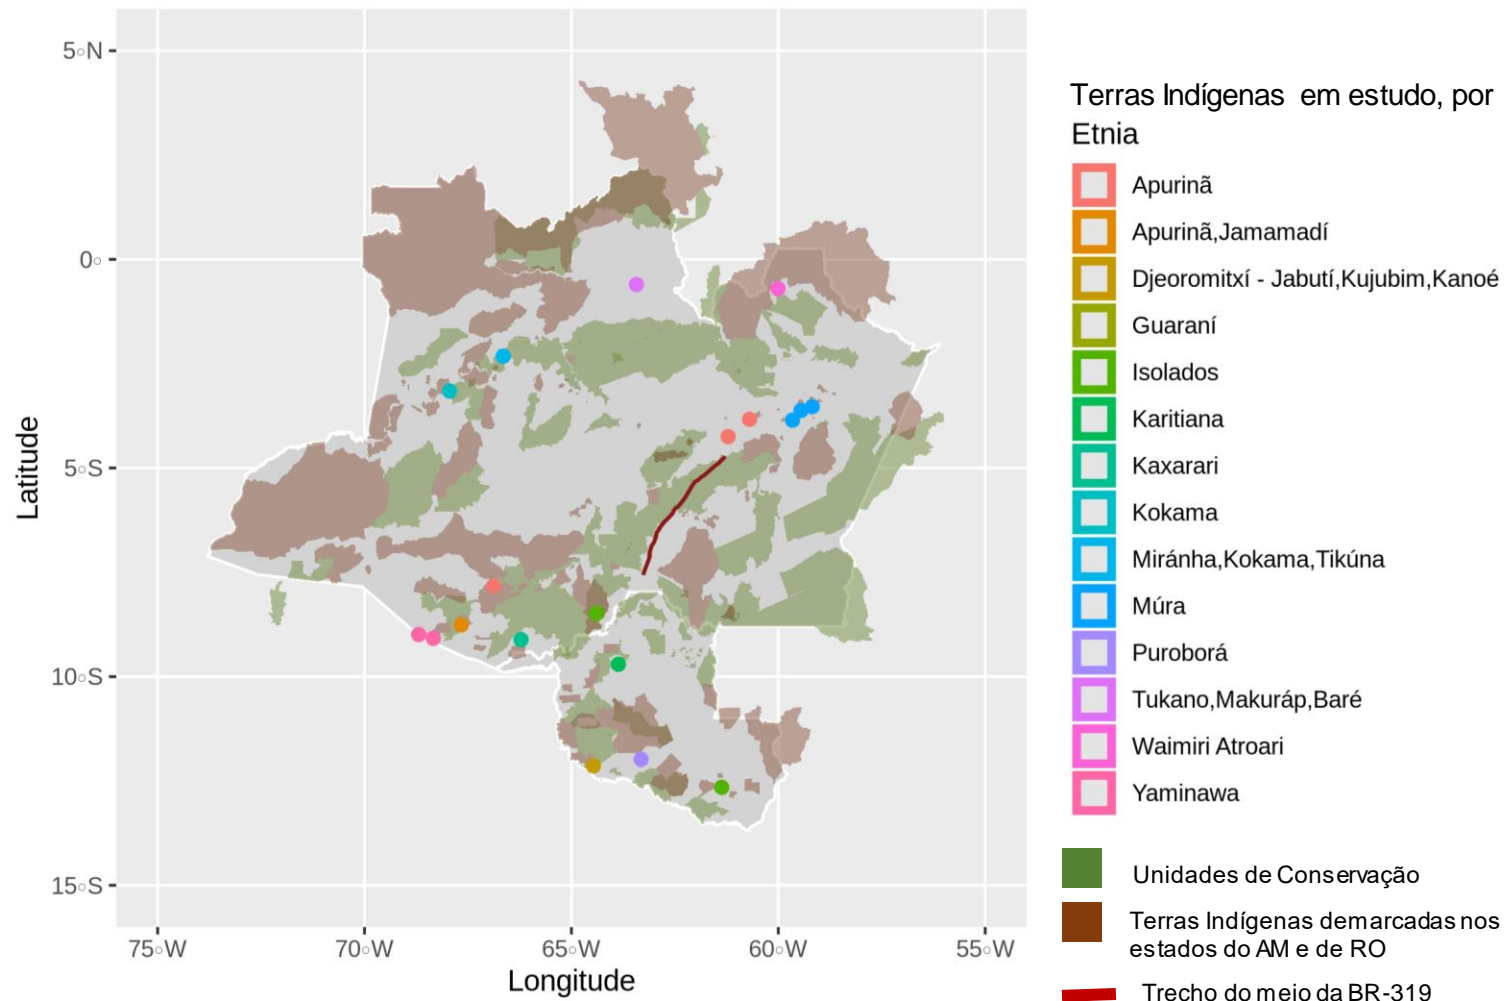 Terras Indígenas em estudo, por
Etnia
Apurinã
Apurinã,Jamamadí
Djeoromitxí - Jabutí,Kujubim,Kanoé
Guaraní
Isolados
Karitiana
Kaxarari
Kokama
Miránha,Kokama,Tikúna
Múra
Puroborá
Tukano,Makuráp,Baré
Waimiri Atroari
Yaminawa
Unidades de Conservação
Terras Indígenas demarcadas nos
estados do AM e de RO
Trecho do meio da BR-319
Latitude
5◦N
0◦
5◦S
10◦S
15◦S
75◦W 70◦W 65◦W 60◦W 55◦W
Longitude